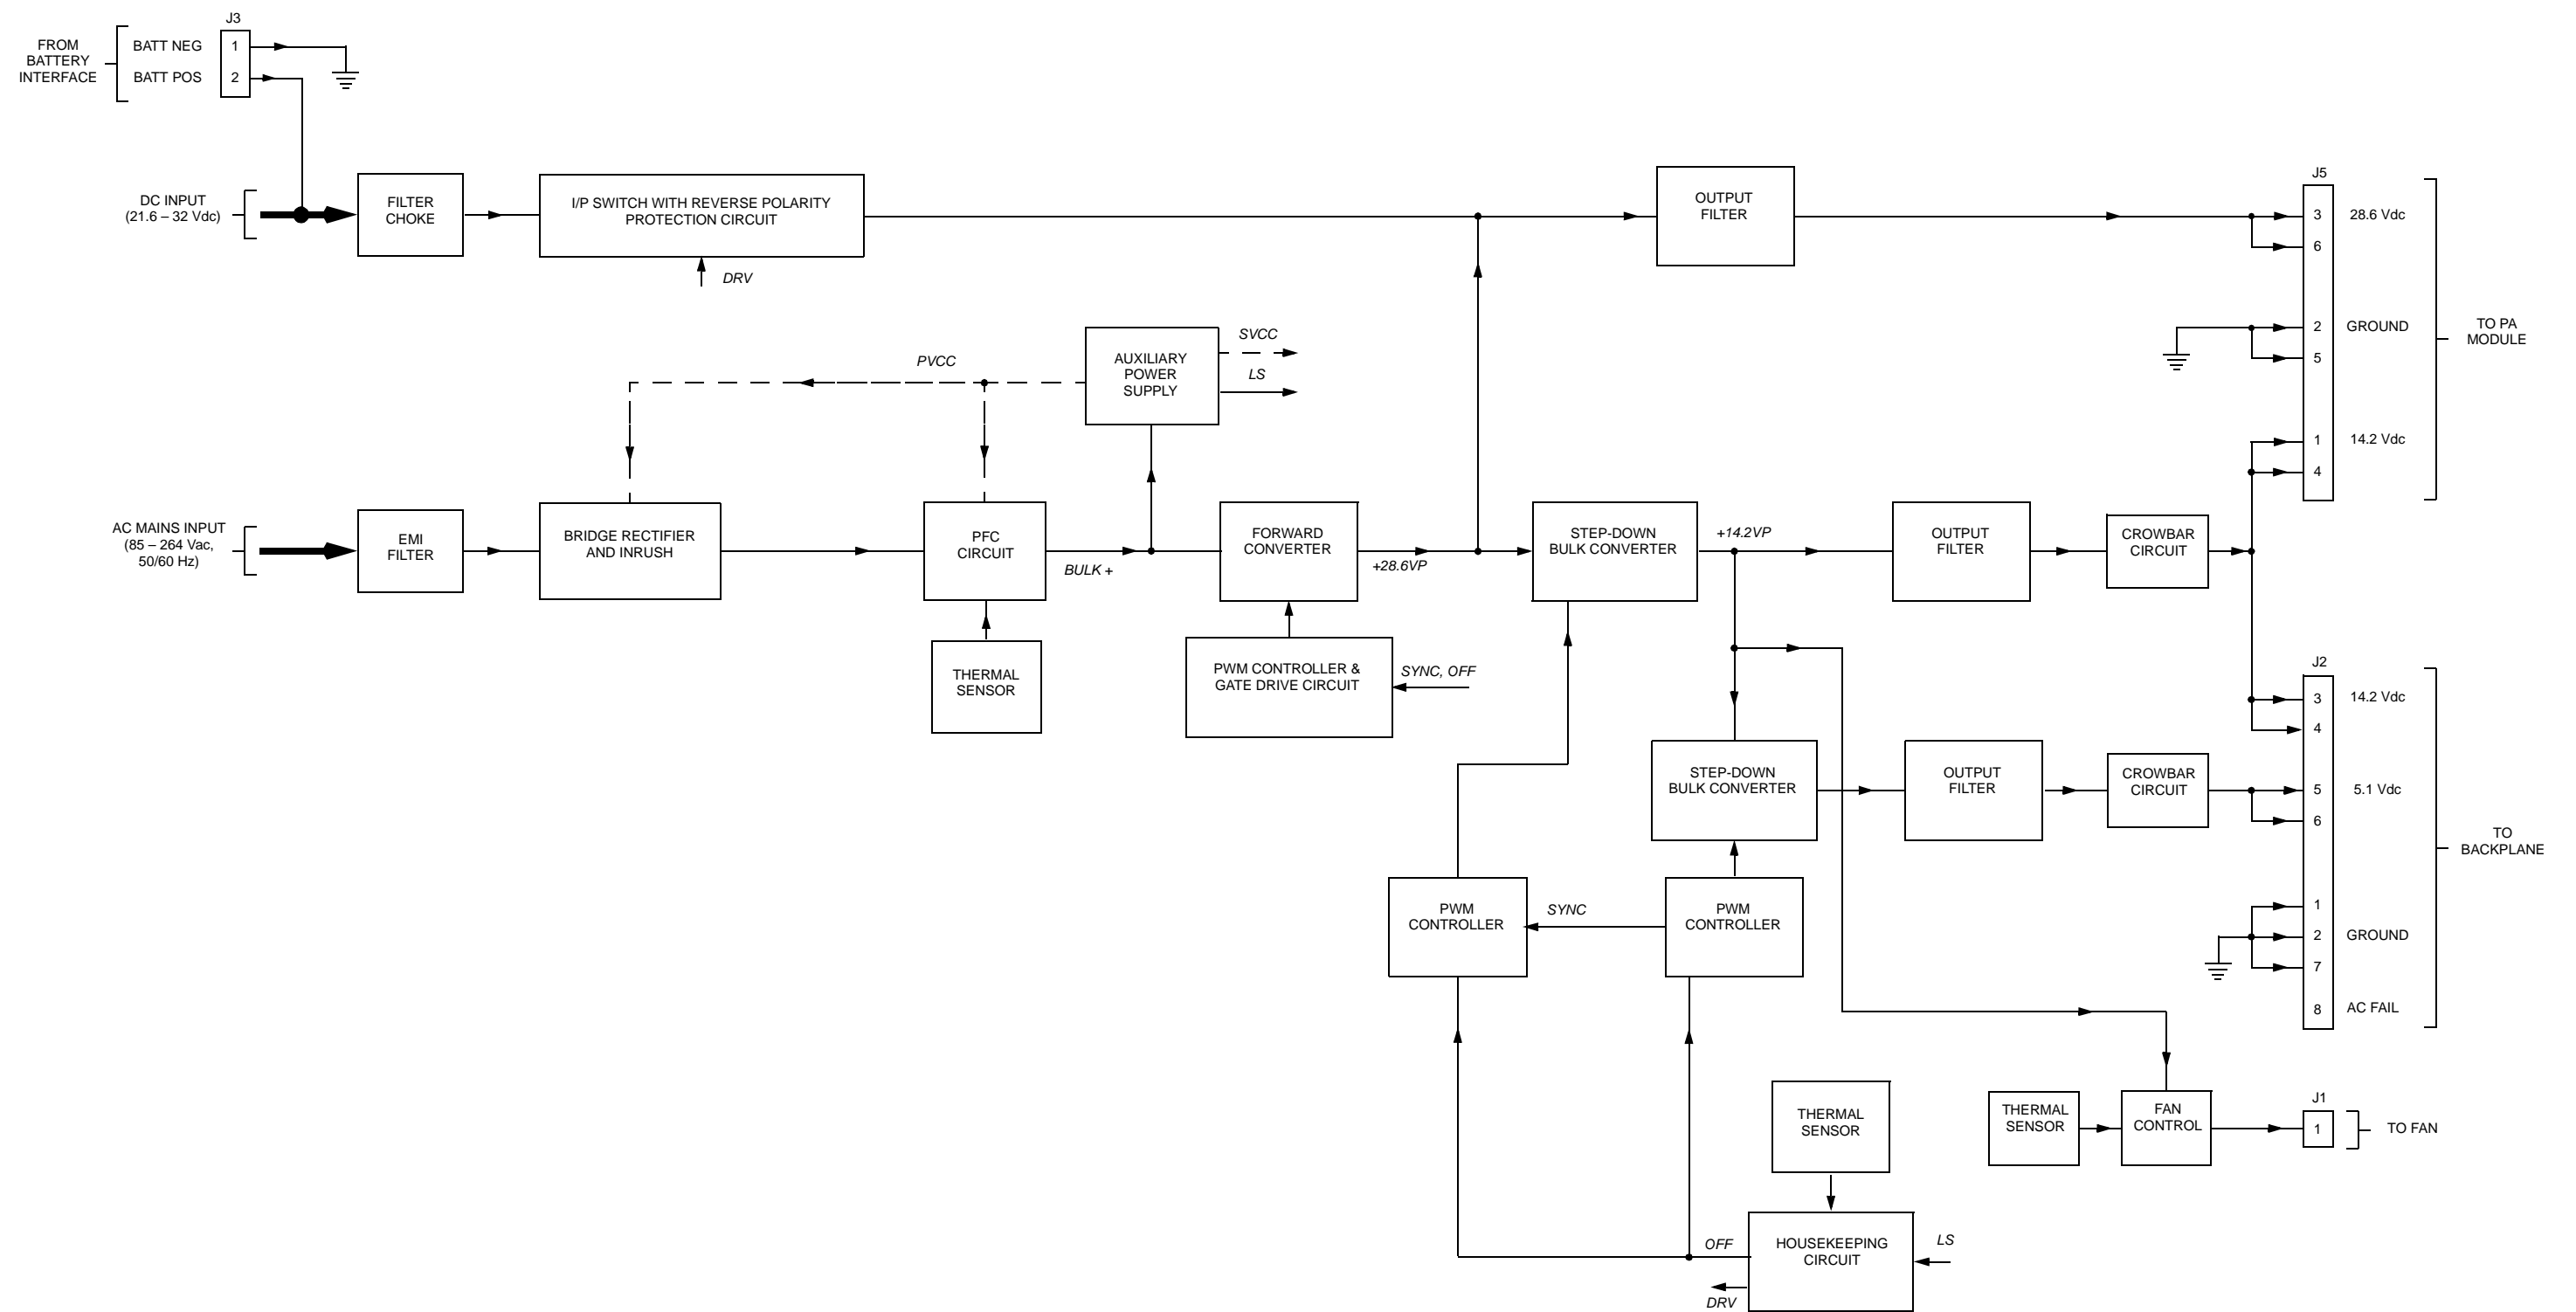 J3
FROM
BATTERY
INTERFACE
BATT NEG
1
BATT POS
2
DC INPUT
(21.6 – 32 Vdc)
FILTER
CHOKE
I/P SWITCH WITH REVERSE POLARITY
PROTECTION CIRCUIT
DRV
OUTPUT
FILTER
J5
3
28.6 Vdc
6
2
GROUND
5
1
14.2 Vdc
4
TO PA
MODULE
PVCC
AUXILIARY
POWER
SUPPLY
SVCC
LS
AC MAINS INPUT
(85 – 264 Vac,
50/60 Hz)
EMI
FILTER
BRIDGE RECTIFIER
AND INRUSH
PFC
CIRCUIT
BULK +
FORWARD
CONVERTER
+28.6VP
STEP-DOWN
BULK CONVERTER
+14.2VP
OUTPUT
FILTER
CROWBAR
CIRCUIT
THERMAL
SENSOR
PWM CONTROLLER &
GATE DRIVE CIRCUIT
SYNC, OFF
J2
3
14.2 Vdc
4
5
5.1 Vdc
6
1
2
GROUND
7
8
AC FAIL
TO
BACKPLANE
STEP-DOWN
BULK CONVERTER
OUTPUT
FILTER
CROWBAR
CIRCUIT
PWM
CONTROLLER
SYNC
PWM
CONTROLLER
THERMAL
SENSOR
THERMAL
SENSOR
FAN
CONTROL
J1
1
TO FAN
OFF
HOUSEKEEPING
CIRCUIT
LS
DRV